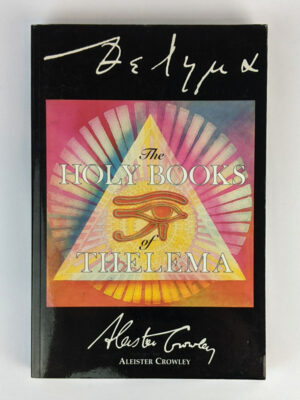 Θελημα
The
HOLY BOOKS
of
THELEMA
Aleister Crowley
ALEISTER CROWLEY